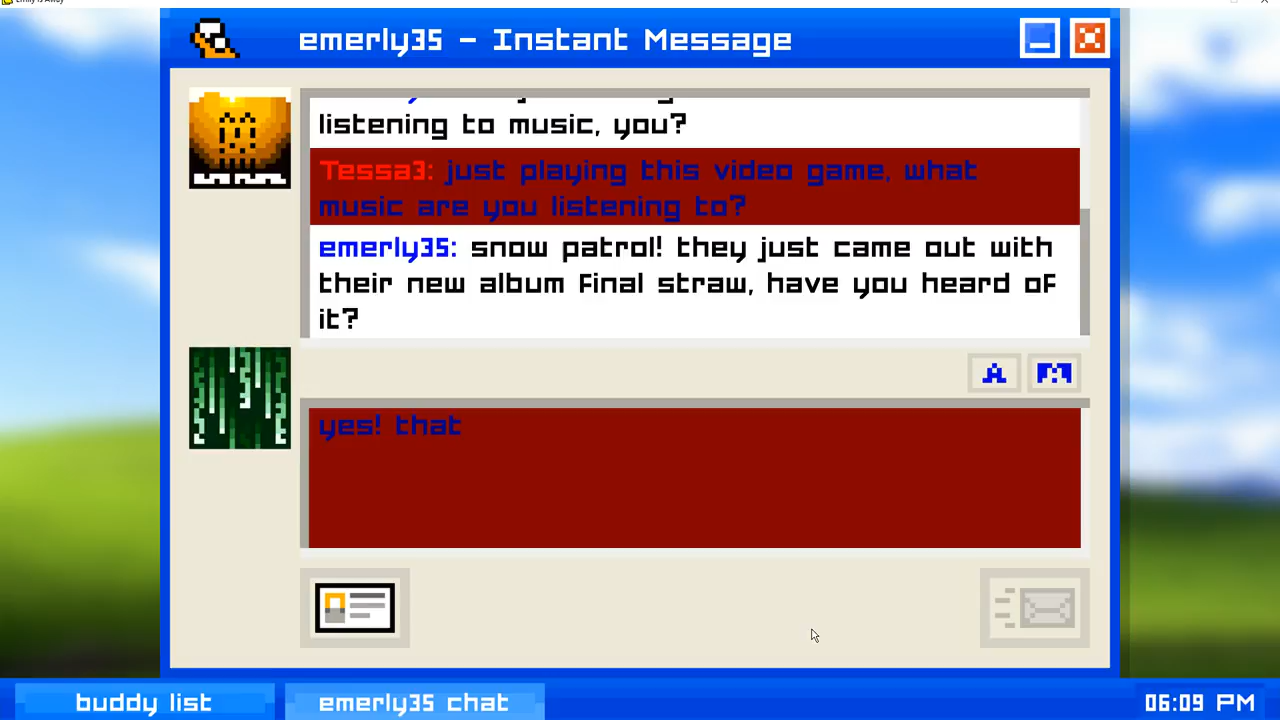 Emily Is Away
emerly35 - Instant Message
listening to music, you?
Tessa3: just playing this video game, what
music are you listening to?
emerly35: snow patrol! they just came out with
their new album final straw, have you heard of
it?
A M
yes! that
buddy list
emerly35 chat
06:09 PM